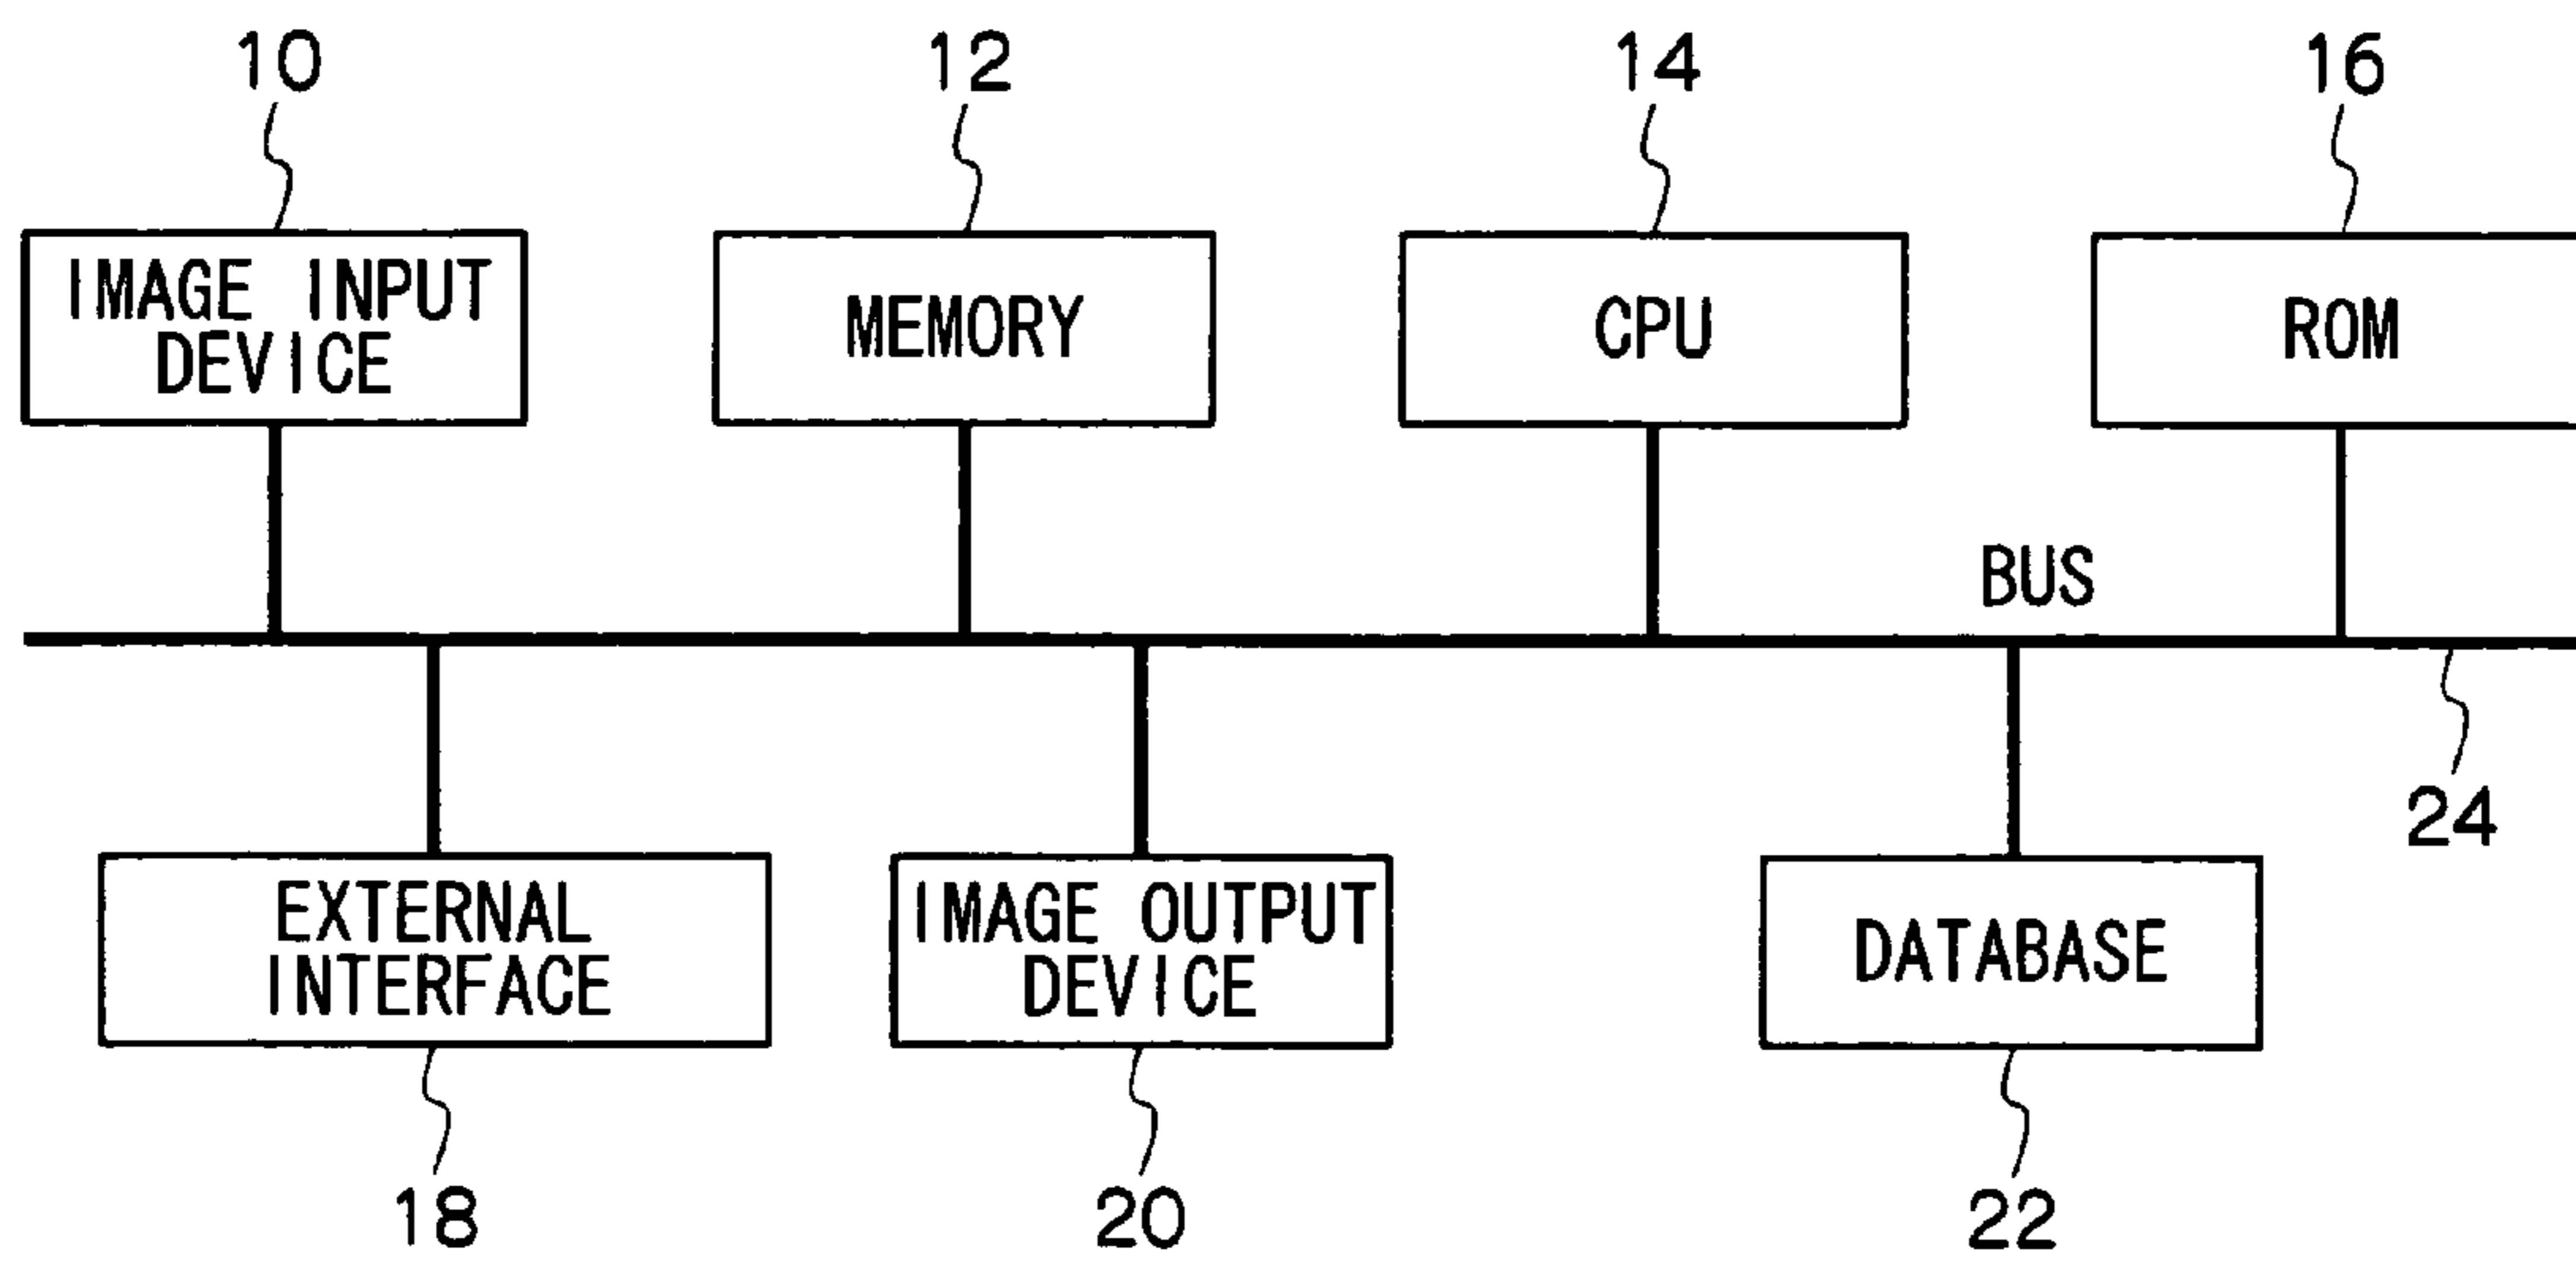 10
12
14
16
IMAGE INPUT
DEVICE
MEMORY
CPU
ROM
BUS
24
EXTERNAL
INTERFACE
IMAGE OUTPUT
DEVICE
DATABASE
18
20
22